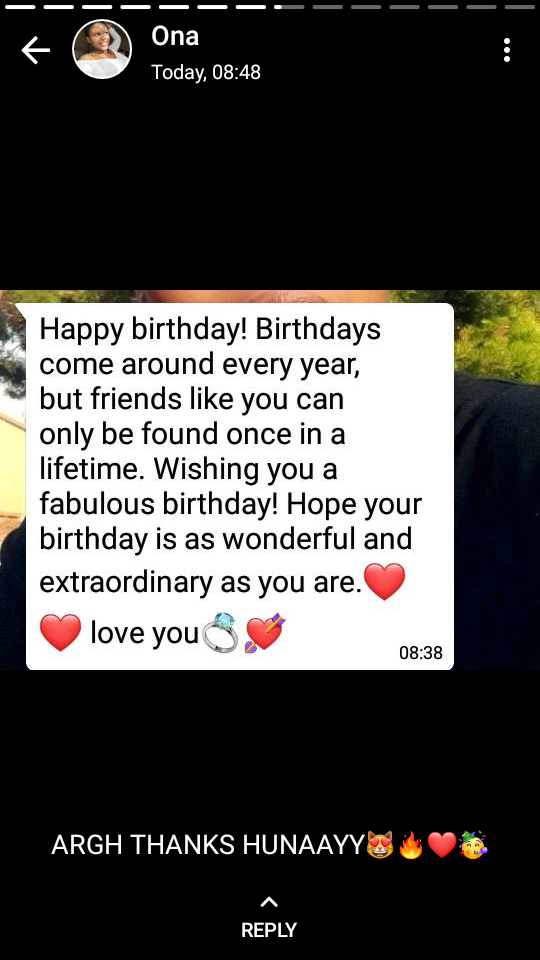 Ona
Today, 08:48
Happy birthday! Birthdays
come around every year,
but friends like you can
only be found once in a
lifetime. Wishing you a
fabulous birthday! Hope your
birthday is as wonderful and
extraordinary as you are.❤️
❤️ love you💍💘
08:38
ARGH THANKS HUNAAYY😻🔥❤️🥳
REPLY